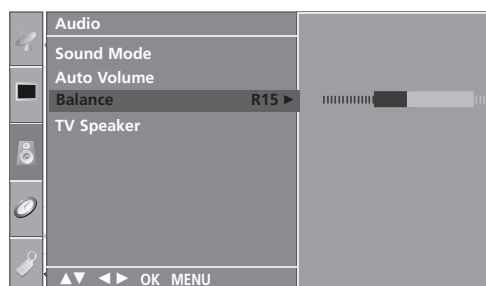 Audio
Sound Mode
Auto Volume
Balance R15 ►
TV Speaker
▲▼ ◄► OK MENU